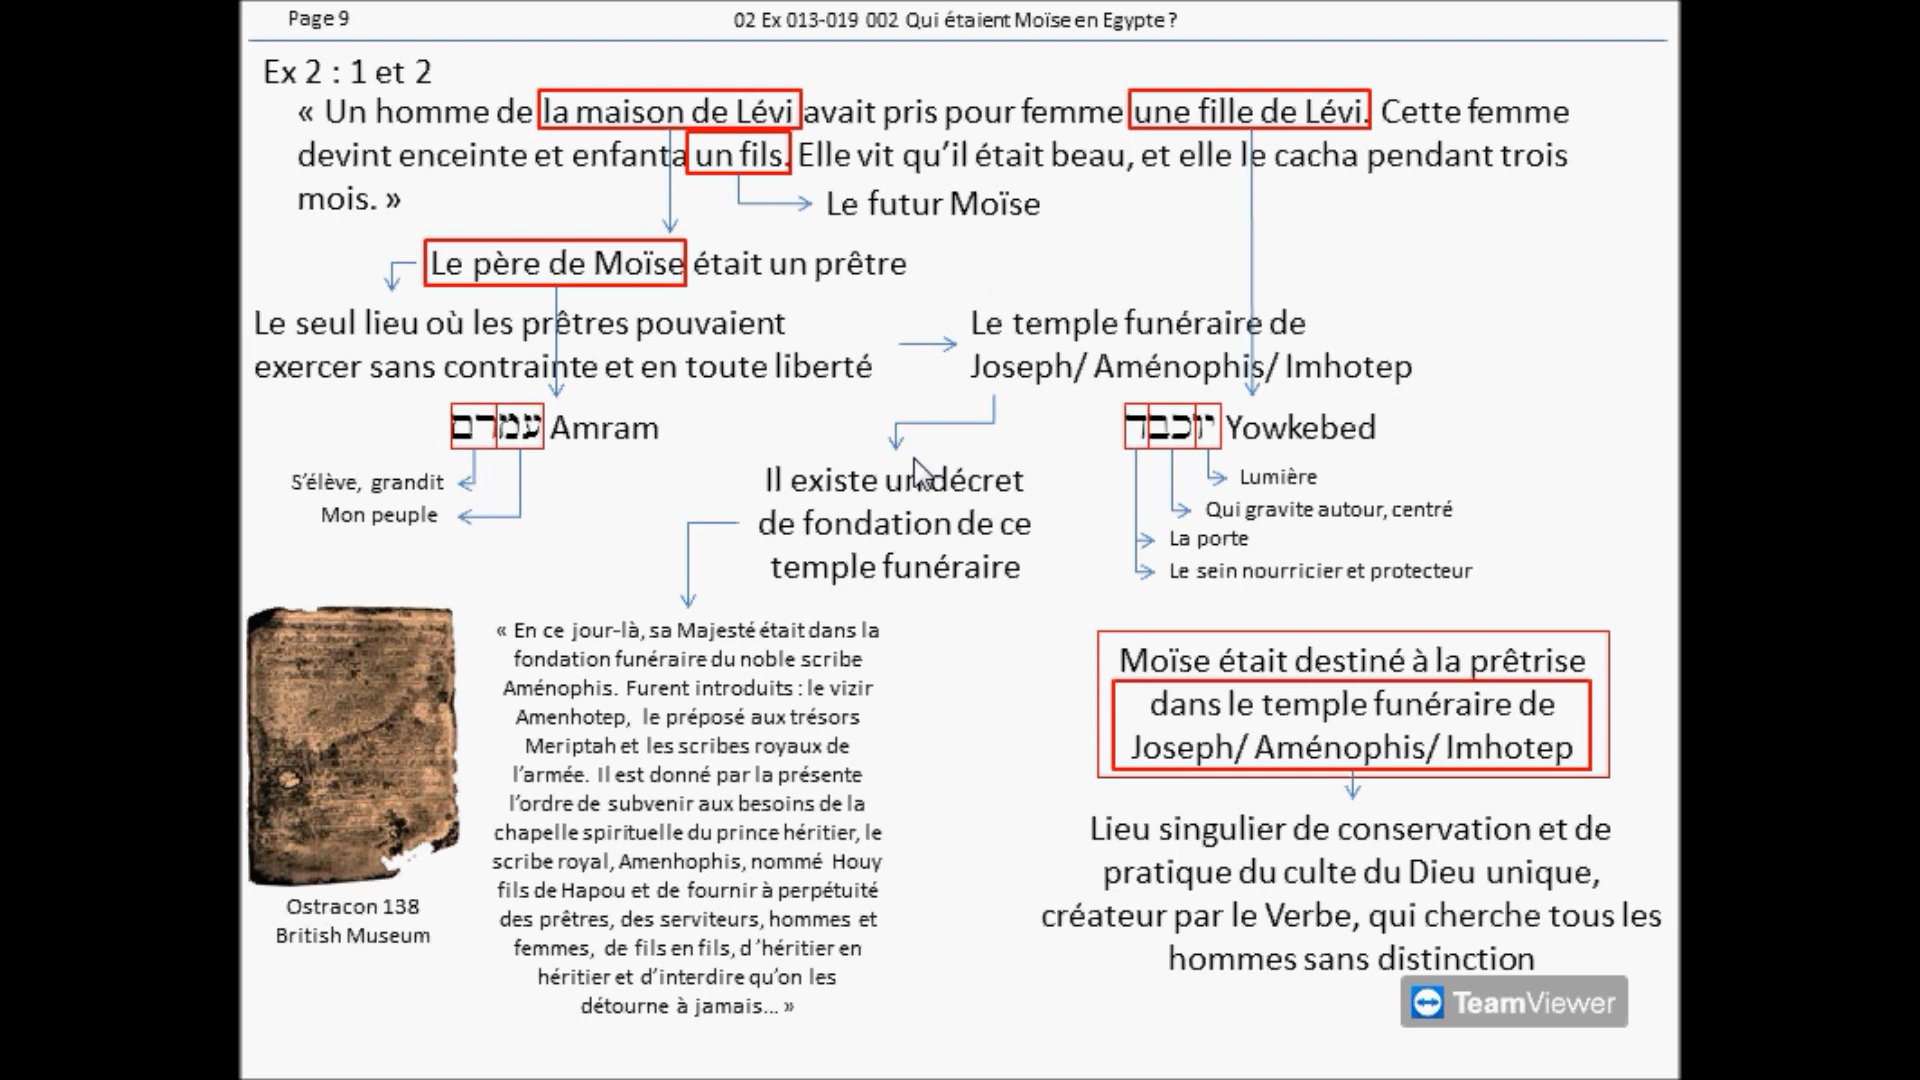 Page 9
02 Ex 013-019 002 Qui étaient Moïse en Egypte ?
Ex 2 : 1 et 2
« Un homme de la maison de Lévi avait pris pour femme une fille de Lévi. Cette femme
devint enceinte et enfanta un fils. Elle vit qu’il était beau, et elle le cacha pendant trois
mois. »
Le futur Moïse
Le père de Moïse était un prêtre
Le seul lieu où les prêtres pouvaient
exercer sans contrainte et en toute liberté
Le temple funéraire de
Joseph/ Aménophis/ Imhotep
עמרם Amram
S’élève, grandit
Mon peuple
Il existe un décret
de fondation de ce
temple funéraire
יוכבד Yowkebed
Lumière
Qui gravite autour, centré
La porte
Le sein nourricier et protecteur
Ostracon 138
British Museum
« En ce jour-là, sa Majesté était dans la
fondation funéraire du noble scribe
Aménophis. Furent introduits : le vizir
Amenhotep, le préposé aux trésors
Meriptah et les scribes royaux de
l’armée. Il est donné par la présente
l’ordre de subvenir aux besoins de la
chapelle spirituelle du prince héritier, le
scribe royal, Amenhophis, nommé Houy
fils de Hapou et de fournir à perpétuité
des prêtres, des serviteurs, hommes et
femmes, de fils en fils, d’héritier en
héritier et d’interdire qu’on les
détourne à jamais... »
Moïse était destiné à la prêtrise
dans le temple funéraire de
Joseph/ Aménophis/ Imhotep
Lieu singulier de conservation et de
pratique du culte du Dieu unique,
créateur par le Verbe, qui cherche tous les
hommes sans distinction
TeamViewer